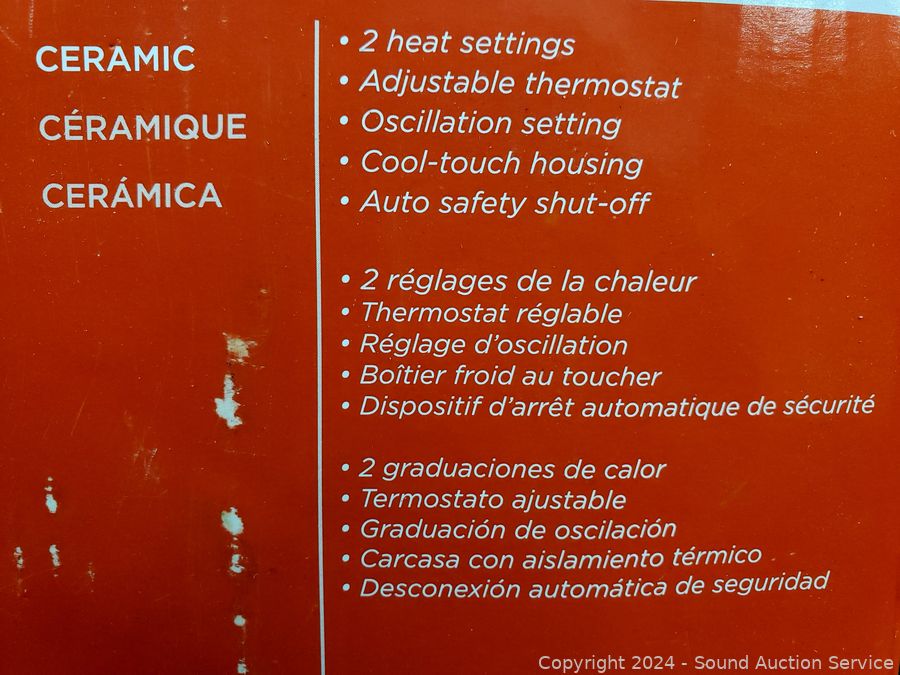 CERAMIC
CÉRAMIQUE
CERÁMICA
• 2 heat settings
• Adjustable thermostat
• Oscillation setting
• Cool-touch housing
• Auto safety shut-off
• 2 réglages de la chaleur
• Thermostat réglable
• Réglage d'oscillation
• Boîtier froid au toucher
• Dispositif d'arrêt automatique de sécurité
• 2 graduaciones de calor
• Termostato ajustable
• Graduación de oscilación
• Carcasa con aislamiento térmico
• Desconexión automática de seguridad
Copyright 2024 - Sound Auction Service